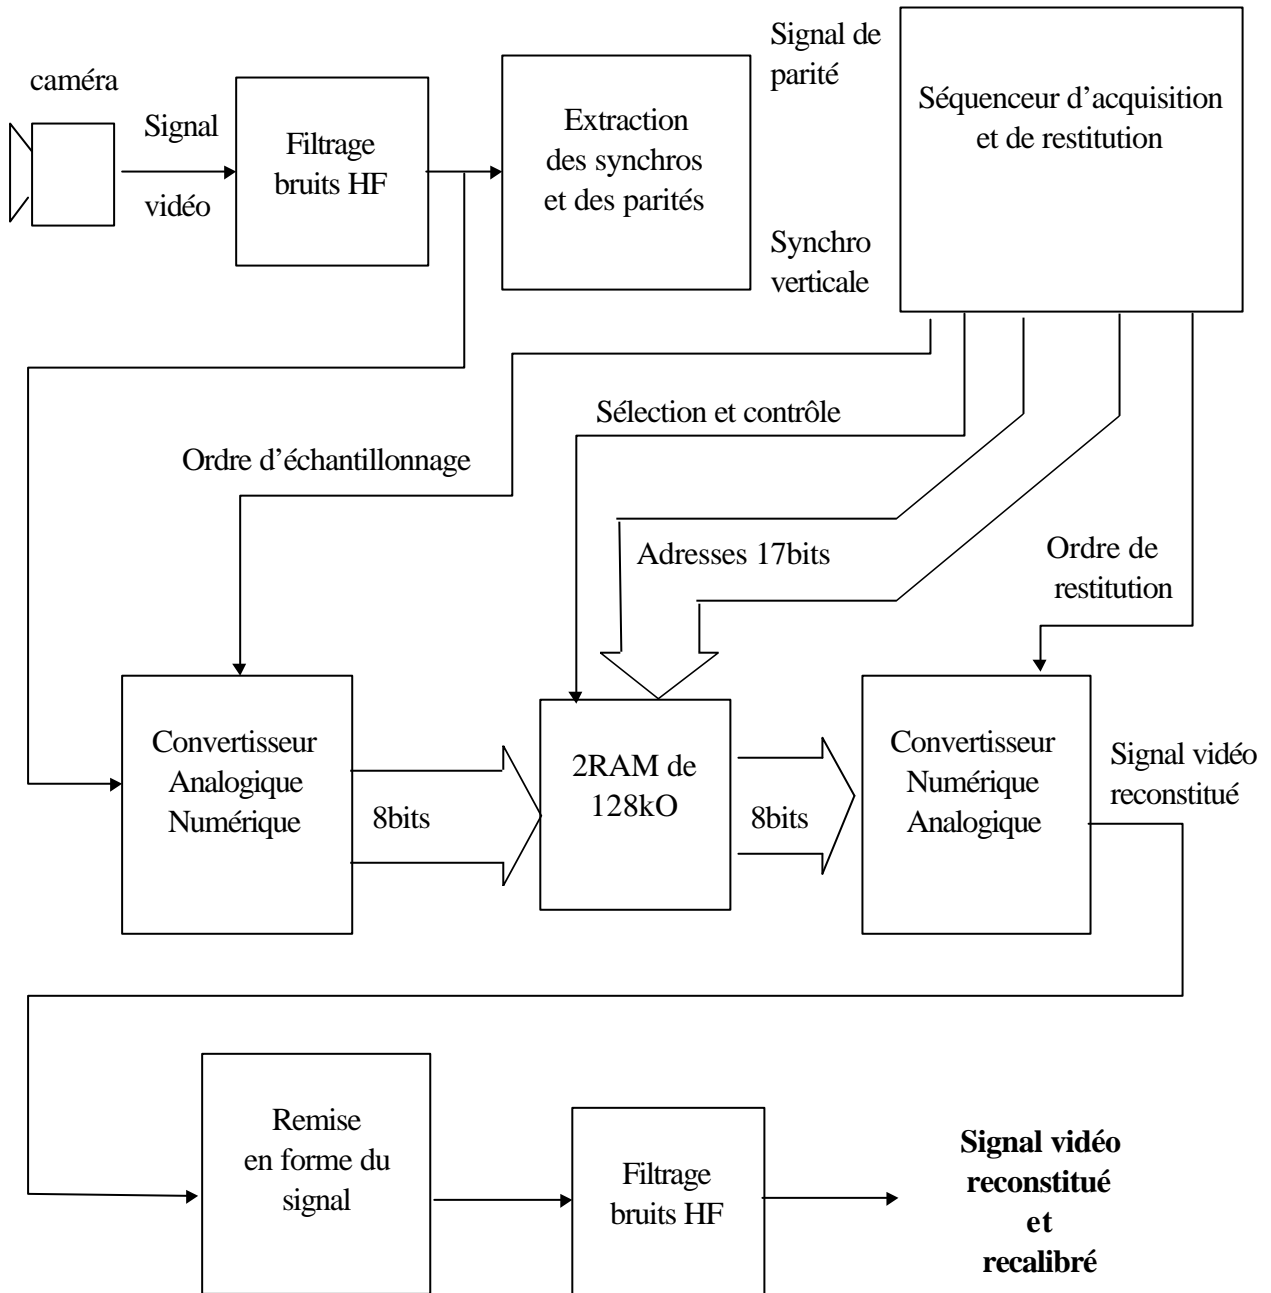 caméra
Signal
vidéo
Filtrage
bruits HF
Extraction
des synchros
et des parités
Signal de
parité
Synchro
verticale
Séquenceur d’acquisition
et de restitution
Sélection et contrôle
Ordre d’échantillonnage
Adresses 17bits
Ordre de
restitution
Convertisseur
Analogique
Numérique
8bits
2RAM de
128kO
8bits
Convertisseur
Numérique
Analogique
Signal vidéo
reconstitué
Remise
en forme du
signal
Filtrage
bruits HF
Signal vidéo
reconstitué
et
recalibré